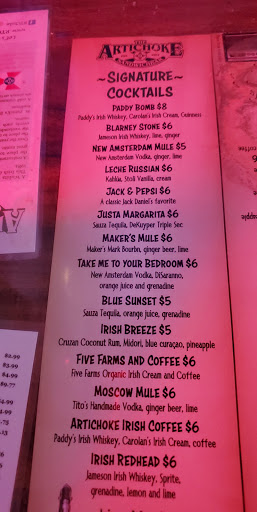 THE
ARTICHOKE
~SIGNATURE~
COCKTAILS
PADDY BOMB $8
Paddy's Irish Whiskey, Carolan's Irish Cream, Guinness
BLARNEY STONE $6
Jameson Irish Whiskey, lime, ginger
NEW AMSTERDAM MULE $5
New Amsterdam Vodka, ginger, lime
LECHE RUSSIAN $6
Kahlúa, Stoli Vanilla, cream
JACK & PEPSI $6
A classic Jack Daniel's favorite
JUSTA MARGARITA $6
Sauza Tequila, DeKuyper Triple Sec
MAKER'S MULE $6
Maker's Mark Bourbn, ginger beer, lime
TAKE ME TO YOUR BEDROOM $6
New Amsterdam Vodka, DiSaranno,
orange juice and grenadine
BLUE SUNSET $5
Sauza Tequila, orange juice, grenadine
IRISH BREEZE $5
Cruzan Coconut Rum, Midori, blue curaçao, pineapple
FIVE FARMS AND COFFEE $6
Five Farms Organic Irish Cream and Coffee
MOSCOW MULE $6
Tito's Handmade Vodka, ginger beer, lime
ARTICHOKE IRISH COFFEE $6
Paddy's Irish Whiskey, Carolan's Irish Cream, coffee
IRISH REDHEAD $6
Jameson Irish Whiskey, Sprite,
grenadine, lemon and lime
$2.99